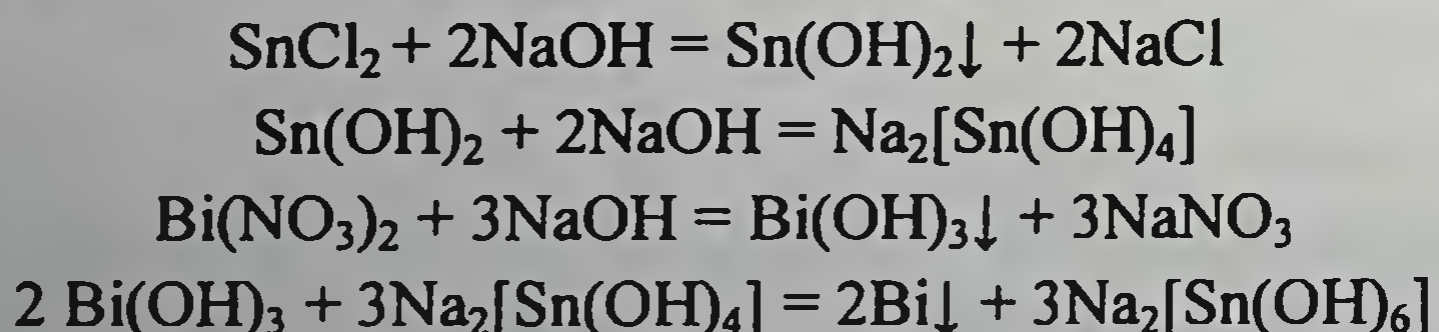 SnCl₂ + 2NaOH = Sn(OH)₂↓ + 2NaCl
Sn(OH)₂ + 2NaOH = Na₂[Sn(OH)₄]
Bi(NO₃)₂ + 3NaOH = Bi(OH)₃↓ + 3NaNO₃
2 Bi(OH)₃ + 3Na₂[Sn(OH)₄] = 2Bi↓ + 3Na₂[Sn(OH)₆]